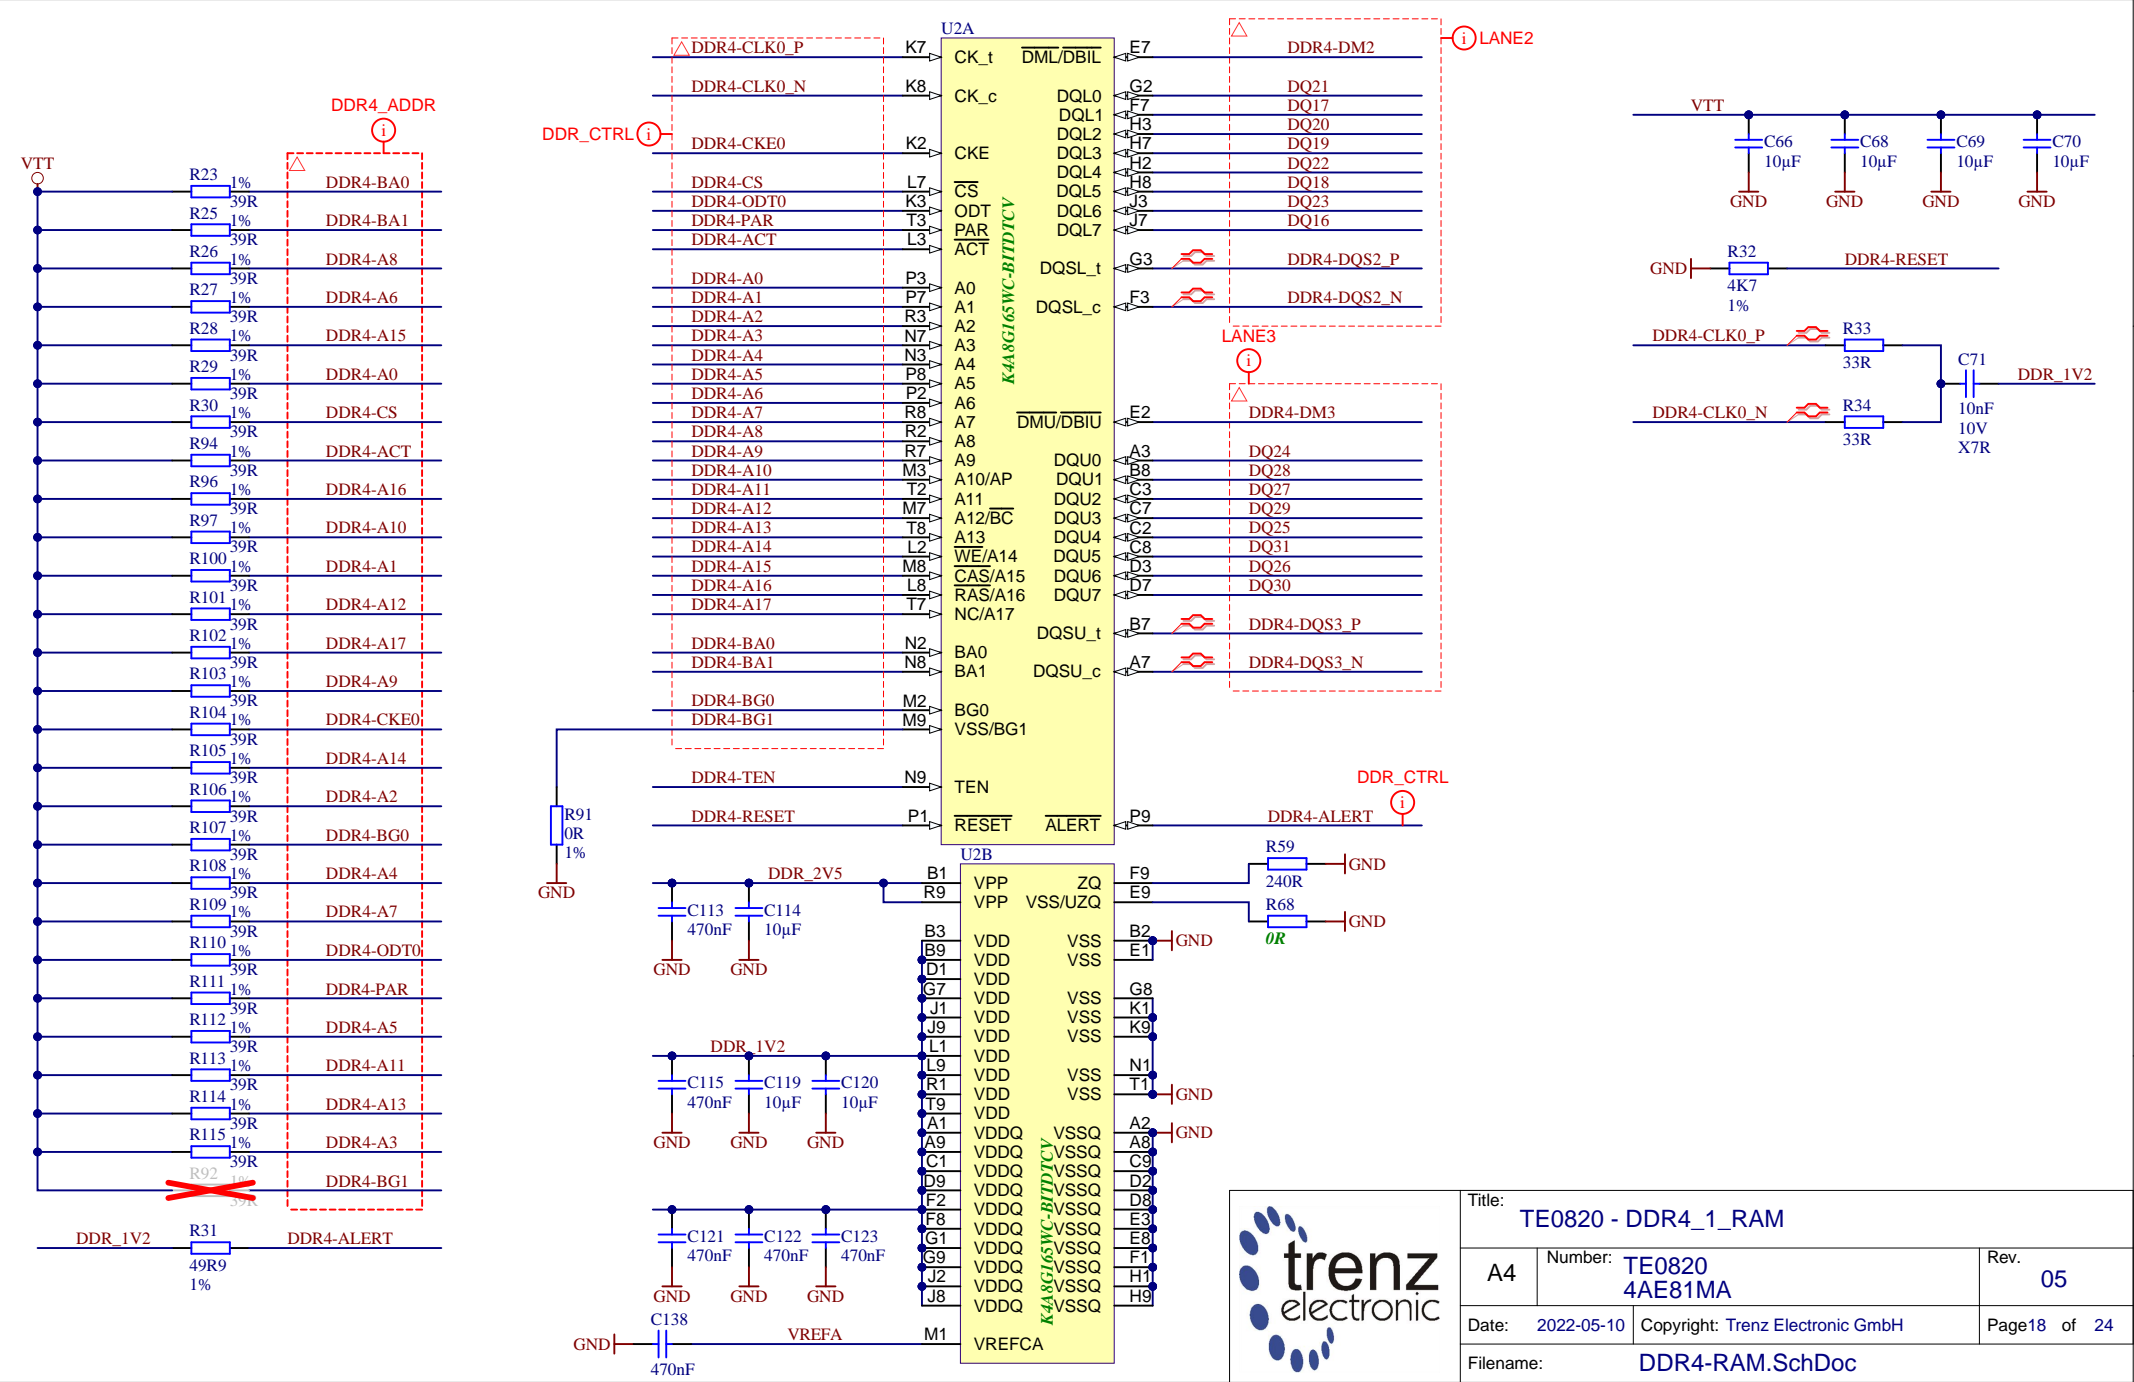 DDR4_ADDR
i
VTT
R23 1% 39R DDR4-BA0
R25 1% 39R DDR4-BA1
R26 1% 39R DDR4-A8
R27 1% 39R DDR4-A6
R28 1% 39R DDR4-A15
R29 1% 39R DDR4-A0
R30 1% 39R DDR4-CS
R94 1% 39R DDR4-ACT
R96 1% 39R DDR4-A16
R97 1% 39R DDR4-A10
R100 1% 39R DDR4-A1
R101 1% 39R DDR4-A12
R102 1% 39R DDR4-A17
R103 1% 39R DDR4-A9
R104 1% 39R DDR4-CKE0
R105 1% 39R DDR4-A14
R106 1% 39R DDR4-A2
R107 1% 39R DDR4-BG0
R108 1% 39R DDR4-A4
R109 1% 39R DDR4-A7
R110 1% 39R DDR4-ODT0
R111 1% 39R DDR4-PAR
R112 1% 39R DDR4-A5
R113 1% 39R DDR4-A11
R114 1% 39R DDR4-A13
R115 1% 39R DDR4-A3
R92 1% 39R DDR4-BG1
DDR_1V2 R31 49R9 1% DDR4-ALERT
U2A
DDR_CTRL i
K4A8G165WC-BITDTCV
DDR4-CLK0_P K7 CK_t
DDR4-CLK0_N K8 CK_c
DDR4-CKE0 K2 CKE
DDR4-CS L7 CS
DDR4-ODT0 K3 ODT
DDR4-PAR T3 PAR
DDR4-ACT L3 ACT
DDR4-A0 P3 A0
DDR4-A1 P7 A1
DDR4-A2 R3 A2
DDR4-A3 N7 A3
DDR4-A4 N3 A4
DDR4-A5 P8 A5
DDR4-A6 P2 A6
DDR4-A7 R8 A7
DDR4-A8 R2 A8
DDR4-A9 R7 A9
DDR4-A10 M3 A10/AP
DDR4-A11 T2 A11
DDR4-A12 M7 A12/BC
DDR4-A13 T8 A13
DDR4-A14 L2 WE/A14
DDR4-A15 M8 CAS/A15
DDR4-A16 L8 RAS/A16
DDR4-A17 T7 NC/A17
DDR4-BA0 N2 BA0
DDR4-BA1 N8 BA1
DDR4-BG0 M2 BG0
DDR4-BG1 M9 VSS/BG1
R91 0R 1% GND
DDR4-TEN N9 TEN
DDR4-RESET P1 RESET
i LANE2
DML/DBIL E7 DDR4-DM2
DQL0 G2 DQ21
DQL1 F7 DQ17
DQL2 H3 DQ20
DQL3 H7 DQ19
DQL4 H2 DQ22
DQL5 H8 DQ18
DQL6 J3 DQ23
DQL7 J7 DQ16
DQSL_t G3 DDR4-DQS2_P
DQSL_c F3 DDR4-DQS2_N
LANE3
i
DMU/DBIU E2 DDR4-DM3
DQU0 A3 DQ24
DQU1 B8 DQ28
DQU2 C3 DQ27
DQU3 C7 DQ29
DQU4 C2 DQ25
DQU5 C8 DQ31
DQU6 D3 DQ26
DQU7 D7 DQ30
DQSU_t B7 DDR4-DQS3_P
DQSU_c A7 DDR4-DQS3_N
DDR_CTRL
i
ALERT P9 DDR4-ALERT
U2B
K4A8G165WC-BITDTCV
DDR_2V5 B1 VPP
R9 VPP
C113 470nF GND
C114 10µF GND
B3 VDD
B9 VDD
D1 VDD
G7 VDD
J1 VDD
J9 VDD
DDR_1V2 L1 VDD
L9 VDD
R1 VDD
T9 VDD
C115 470nF GND
C119 10µF GND
C120 10µF GND
A1 VDDQ
A9 VDDQ
C1 VDDQ
D9 VDDQ
F2 VDDQ
F8 VDDQ
G1 VDDQ
G9 VDDQ
J2 VDDQ
J8 VDDQ
C121 470nF GND
C122 470nF GND
C123 470nF GND
GND C138 470nF VREFA M1 VREFCA
ZQ F9 R59 240R GND
VSS/UZQ E9 R68 0R GND
VSS B2 GND
VSS E1
VSS G8
VSS K1
VSS K9
VSS N1
VSS T1 GND
VSSQ A2 GND
VSSQ A8
VSSQ C9
VSSQ D2
VSSQ D8
VSSQ E3
VSSQ E8
VSSQ F1
VSSQ H1
VSSQ H9
VTT
C66 10µF GND
C68 10µF GND
C69 10µF GND
C70 10µF GND
GND R32 4K7 1% DDR4-RESET
DDR4-CLK0_P R33 33R
C71 10nF 10V X7R DDR_1V2
DDR4-CLK0_N R34 33R
trenz
electronic
Title:
TE0820 - DDR4_1_RAM
A4 Number: TE0820
4AE81MA
Rev. 05
Date: 2022-05-10 Copyright: Trenz Electronic GmbH Page18 of 24
Filename: DDR4-RAM.SchDoc